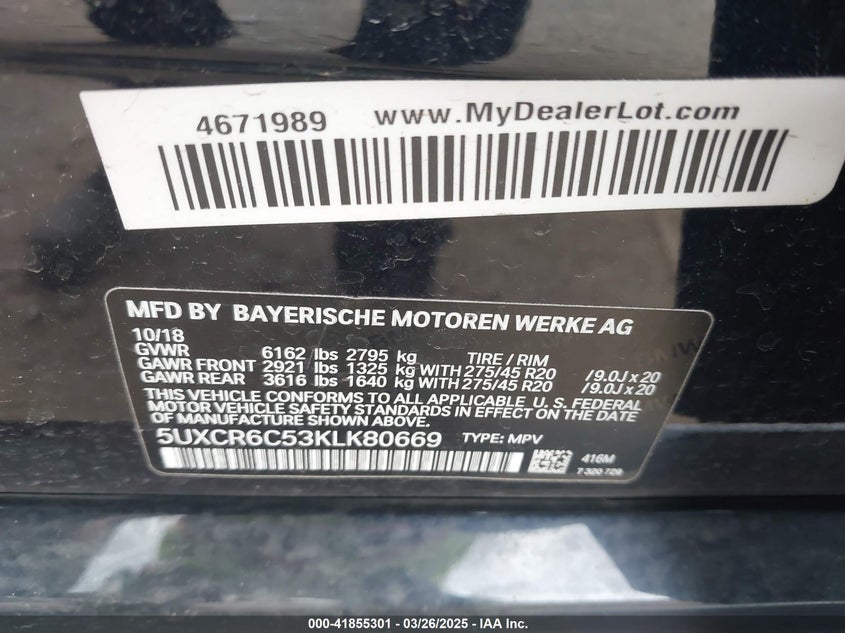 4671989 www.MyDealerLot.com
MFD BY BAYERISCHE MOTOREN WERKE AG
10/18
GVWR 6162 lbs 2795 kg TIRE / RIM
GAWR FRONT 2921 lbs 1325 kg WITH 275/45 R20 /9.0J x 20
GAWR REAR 3616 lbs 1640 kg WITH 275/45 R20 /9.0J x 20
THIS VEHICLE CONFORMS TO ALL APPLICABLE U.S. FEDERAL
MOTOR VEHICLE SAFETY STANDARDS IN EFFECT ON THE DATE
OF MANUFACTURE SHOWN ABOVE.
5UXCR6C53KLK80669 TYPE: MPV
416M
7 320 729
000-41855301 - 03/26/2025 - IAA Inc.